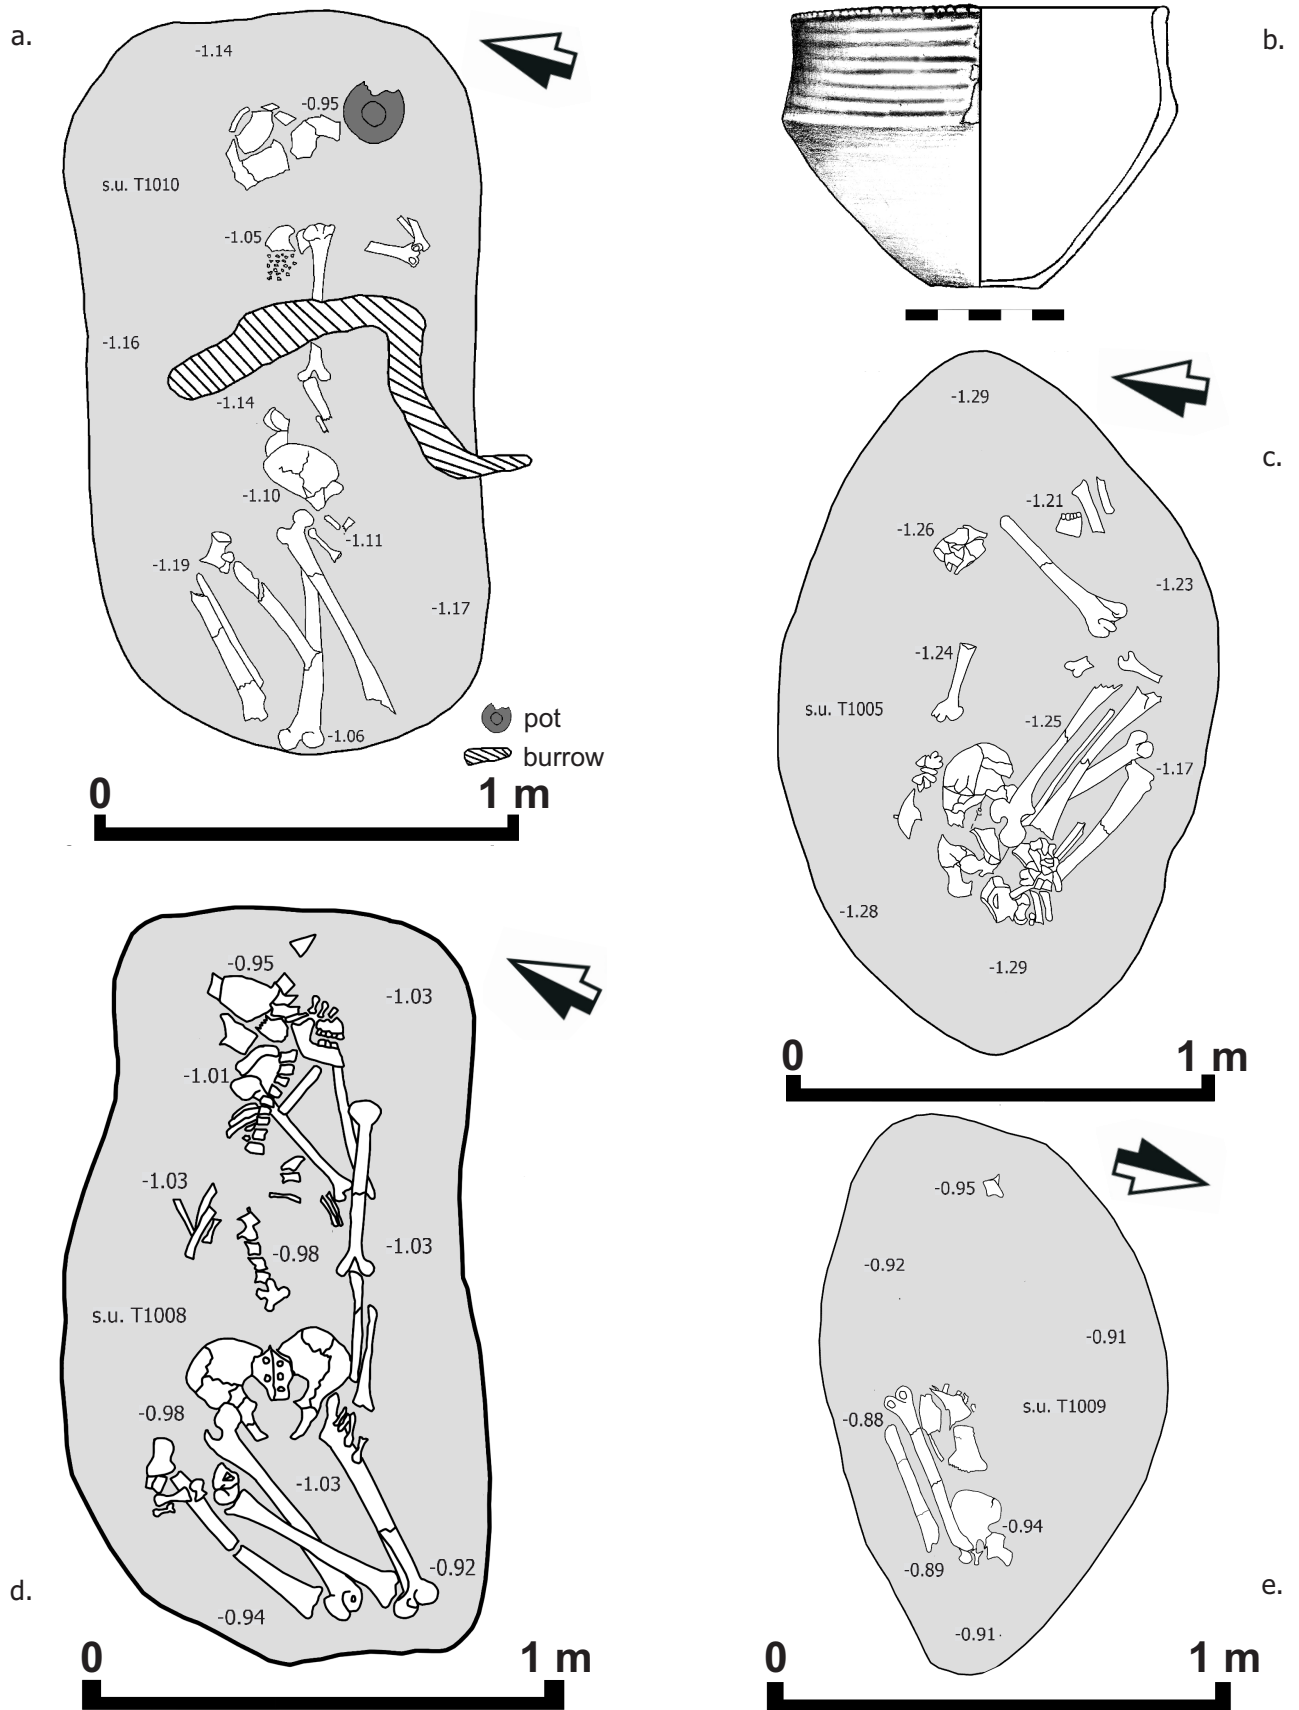 a.
-1.14
-0.95
s.u. T1010
-1.05
-1.16
-1.14
-1.10
-1.11
-1.19
-1.17
-1.06
pot
burrow
0 1 m
b.
c.
-1.29
-1.21
-1.26
-1.23
-1.24
s.u. T1005
-1.25
-1.17
-1.28
-1.29
0 1 m
d.
-0.95
-1.03
-1.01
-1.03
-0.98
-1.03
s.u. T1008
-0.98
-1.03
-0.92
-0.94
0 1 m
e.
-0.95
-0.92
-0.91
-0.88
s.u. T1009
-0.94
-0.89
-0.91
0 1 m